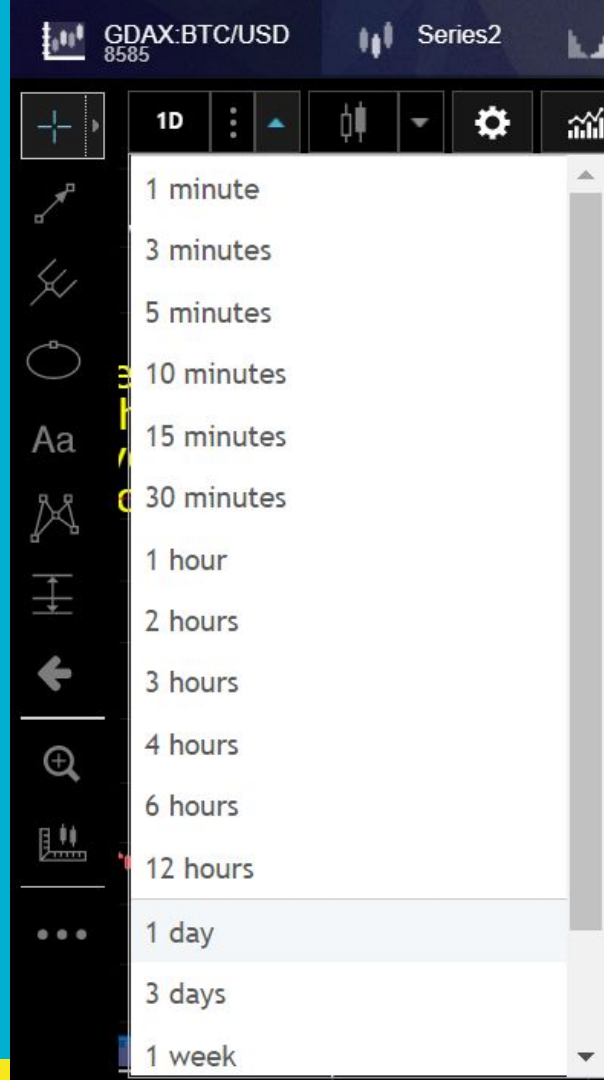 GDAX:BTC/USD
8585
Series2
1D
1 minute
3 minutes
5 minutes
10 minutes
15 minutes
Aa
30 minutes
1 hour
2 hours
3 hours
4 hours
6 hours
12 hours
1 day
3 days
1 week